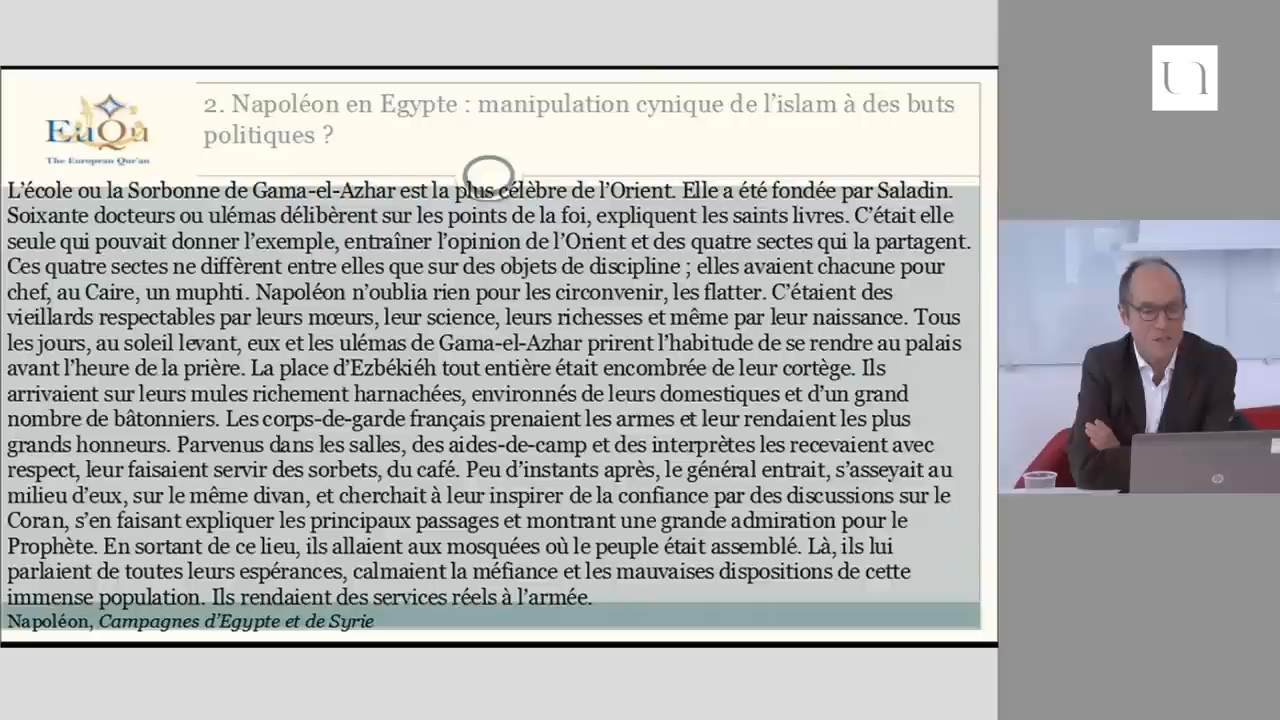 2. Napoléon en Egypte : manipulation cynique de l’islam à des buts
politiques ?
EuQu
The European Qur'an
L’école ou la Sorbonne de Gama-el-Azhar est la plus célèbre de l’Orient. Elle a été fondée par Saladin.
Soixante docteurs ou ulémas délibèrent sur les points de la foi, expliquent les saints livres. C’était elle
seule qui pouvait donner l’exemple, entraîner l’opinion de l’Orient et des quatre sectes qui la partagent.
Ces quatre sectes ne diffèrent entre elles que sur des objets de discipline ; elles avaient chacune pour
chef, au Caire, un muphti. Napoléon n’oublia rien pour les circonvenir, les flatter. C’étaient des
vieillards respectables par leurs mœurs, leur science, leurs richesses et même par leur naissance. Tous
les jours, au soleil levant, eux et les ulémas de Gama-el-Azhar prirent l’habitude de se rendre au palais
avant l’heure de la prière. La place d’Ezbékiéh tout entière était encombrée de leur cortège. Ils
arrivaient sur leurs mules richement harnachées, environnés de leurs domestiques et d’un grand
nombre de bâtonniers. Les corps-de-garde français prenaient les armes et leur rendaient les plus
grands honneurs. Parvenus dans les salles, des aides-de-camp et des interprètes les recevaient avec
respect, leur faisaient servir des sorbets, du café. Peu d’instants après, le général entrait, s’asseyait au
milieu d’eux, sur le même divan, et cherchait à leur inspirer de la confiance par des discussions sur le
Coran, s’en faisant expliquer les principaux passages et montrant une grande admiration pour le
Prophète. En sortant de ce lieu, ils allaient aux mosquées où le peuple était assemblé. Là, ils lui
parlaient de toutes leurs espérances, calmaient la méfiance et les mauvaises dispositions de cette
immense population. Ils rendaient des services réels à l’armée.
Napoléon, Campagnes d’Egypte et de Syrie